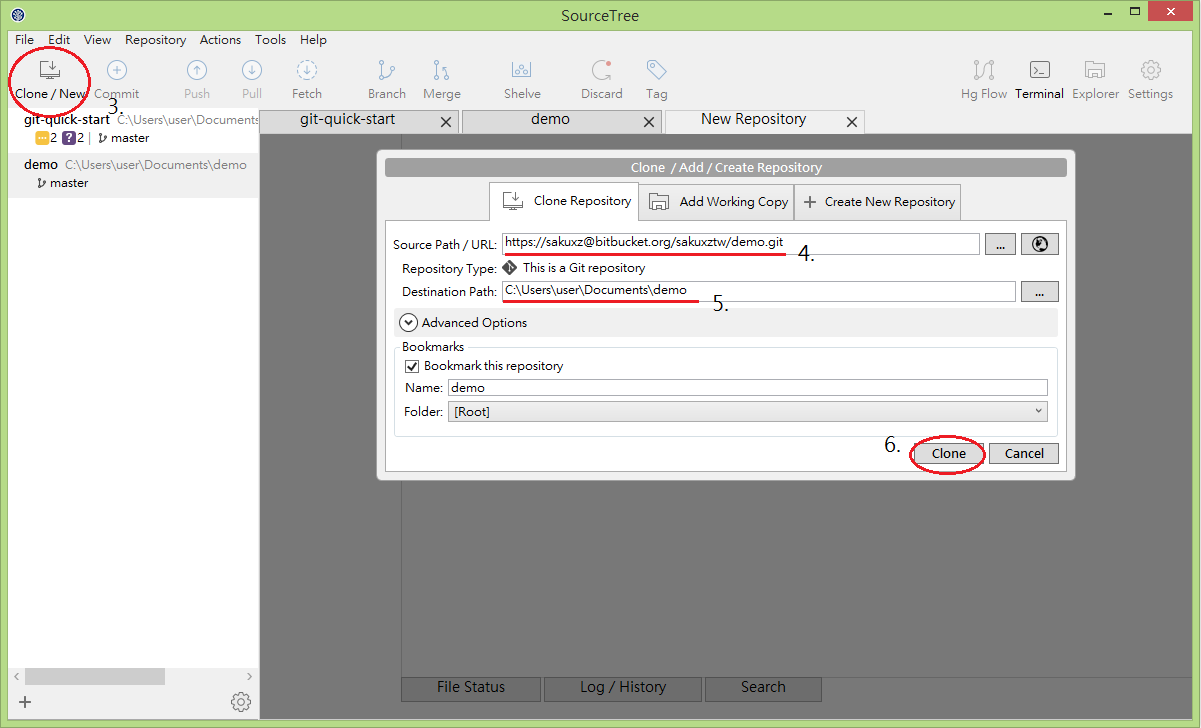 SourceTree
File Edit View Repository Actions Tools Help
Clone / New Commit Push Pull Fetch Branch Merge Shelve Discard Tag Hg Flow Terminal Explorer Settings
3.
git-quick-start C:\Users\user\Documents
2 ? 2 master
demo C:\Users\user\Documents\demo
master
git-quick-start demo New Repository
Clone / Add / Create Repository
Clone Repository Add Working Copy + Create New Repository
Source Path / URL: https://sakuxz@bitbucket.org/sakuxztw/demo.git ...
4.
Repository Type: This is a Git repository
Destination Path: C:\Users\user\Documents\demo ...
5.
Advanced Options
Bookmarks
Bookmark this repository
Name: demo
Folder: [Root]
6. Clone Cancel
File Status Log / History Search